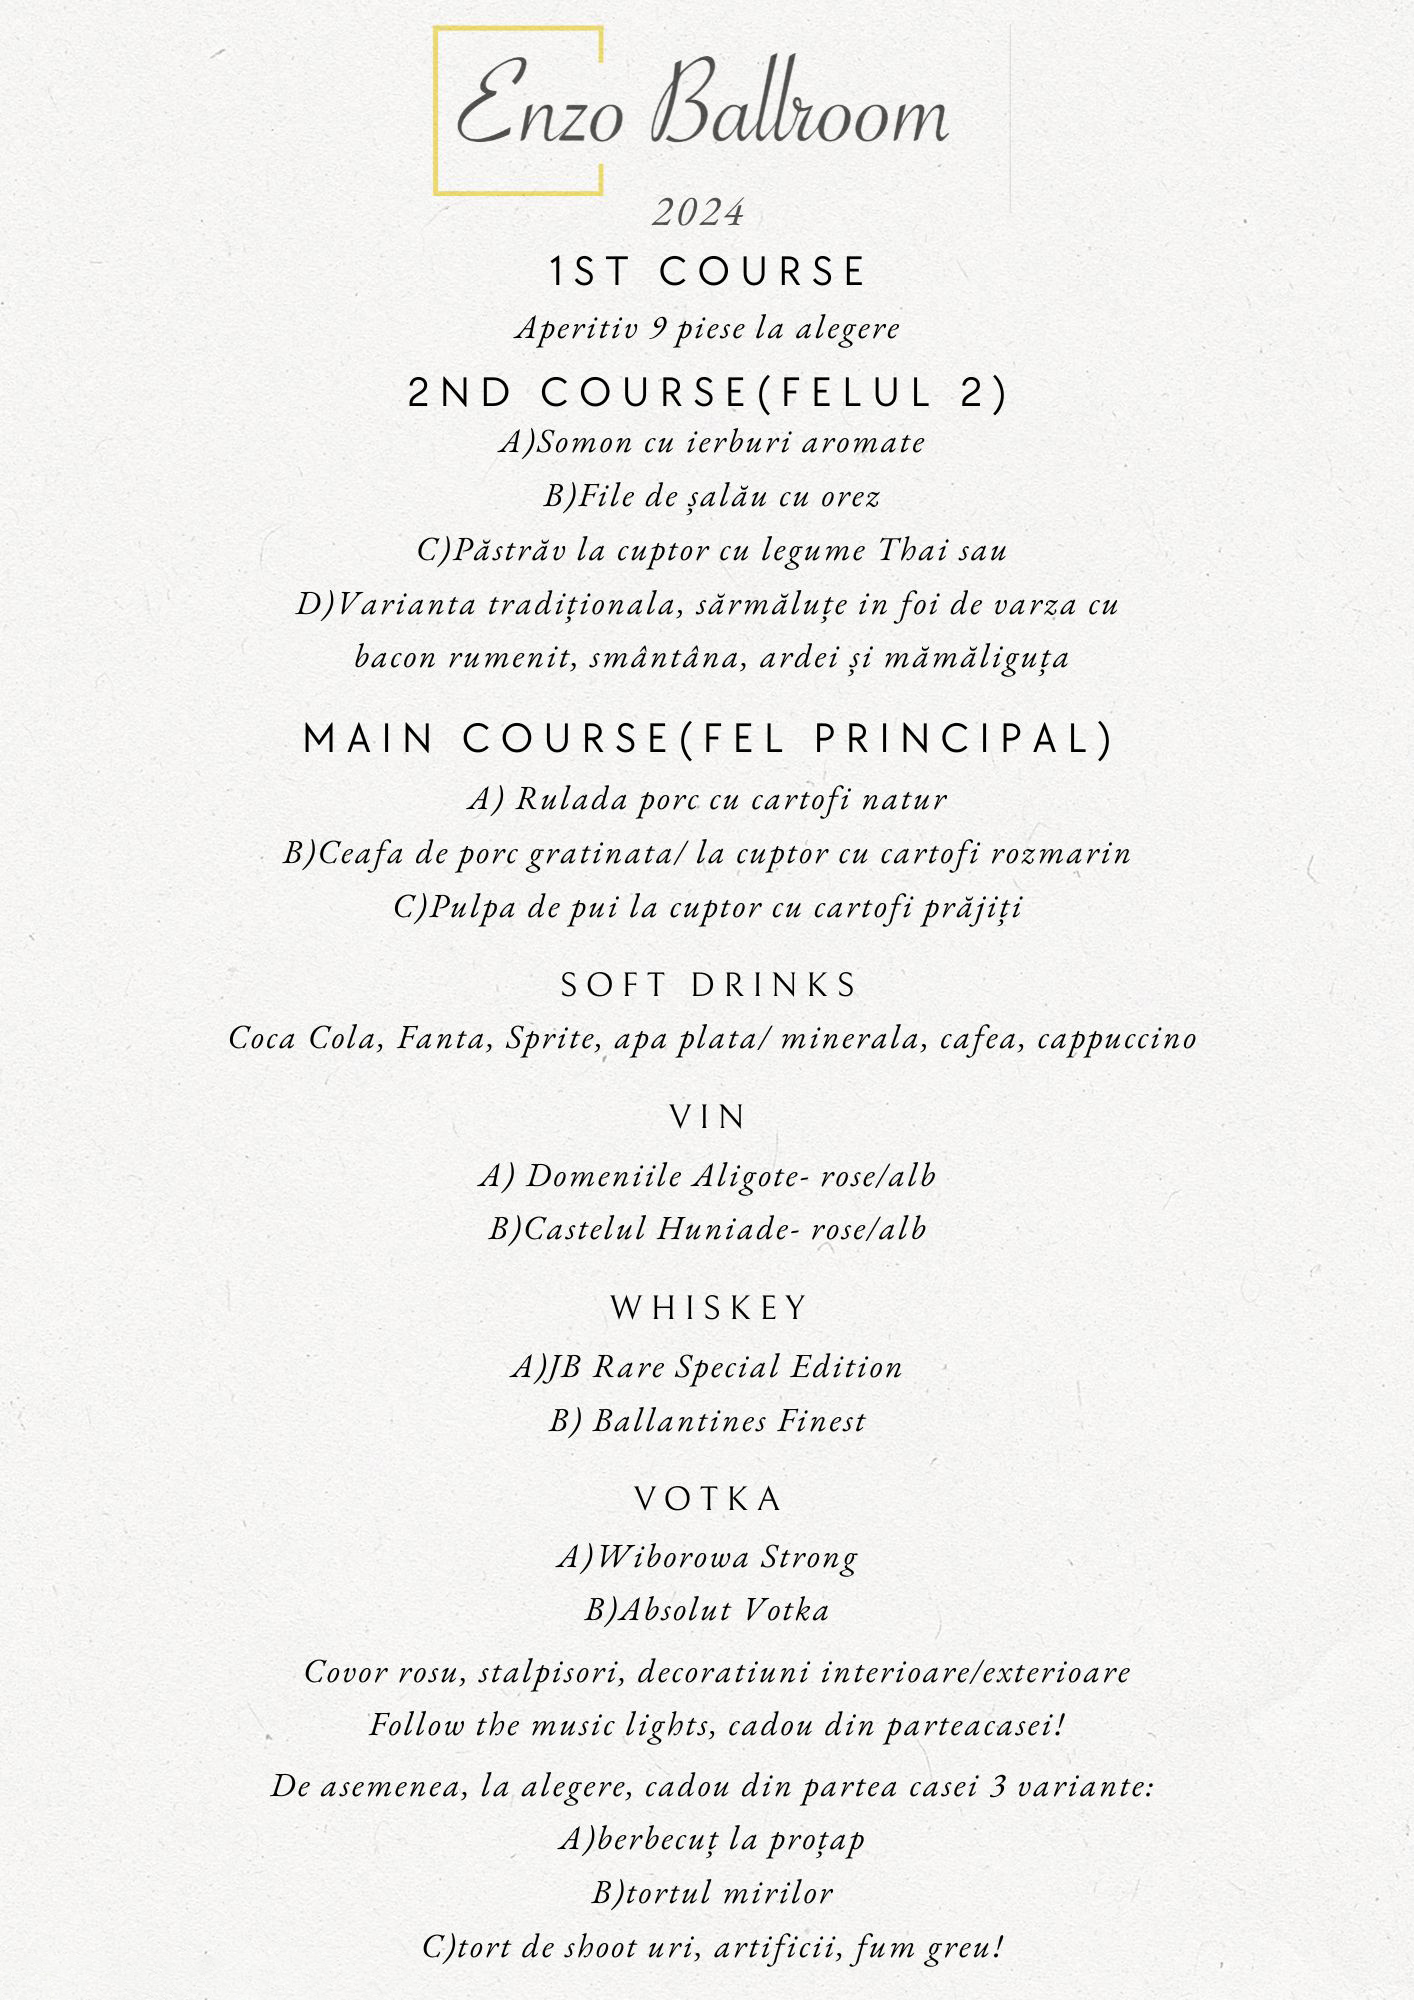 Enzo Ballroom
2024
1ST COURSE
Aperitiv 9 piese la alegere
2ND COURSE(FELUL 2)
A)Somon cu ierburi aromate
B)File de șalău cu orez
C)Păstrăv la cuptor cu legume Thai sau
D)Varianta tradiționala, sărmăluțe in foi de varza cu
bacon rumenit, smântâna, ardei și mămăliguța
MAIN COURSE(FEL PRINCIPAL)
A) Rulada porc cu cartofi natur
B)Ceafa de porc gratinata/ la cuptor cu cartofi rozmarin
C)Pulpa de pui la cuptor cu cartofi prăjiți
SOFT DRINKS
Coca Cola, Fanta, Sprite, apa plata/ minerala, cafea, cappuccino
VIN
A) Domeniile Aligote- rose/alb
B)Castelul Huniade- rose/alb
WHISKEY
A)JB Rare Special Edition
B) Ballantines Finest
VOTKA
A)Wiborowa Strong
B)Absolut Votka
Covor rosu, stalpisori, decoratiuni interioare/exterioare
Follow the music lights, cadou din parteacasei!
De asemenea, la alegere, cadou din partea casei 3 variante:
A)berbecuț la proțap
B)tortul mirilor
C)tort de shoot uri, artificii, fum greu!